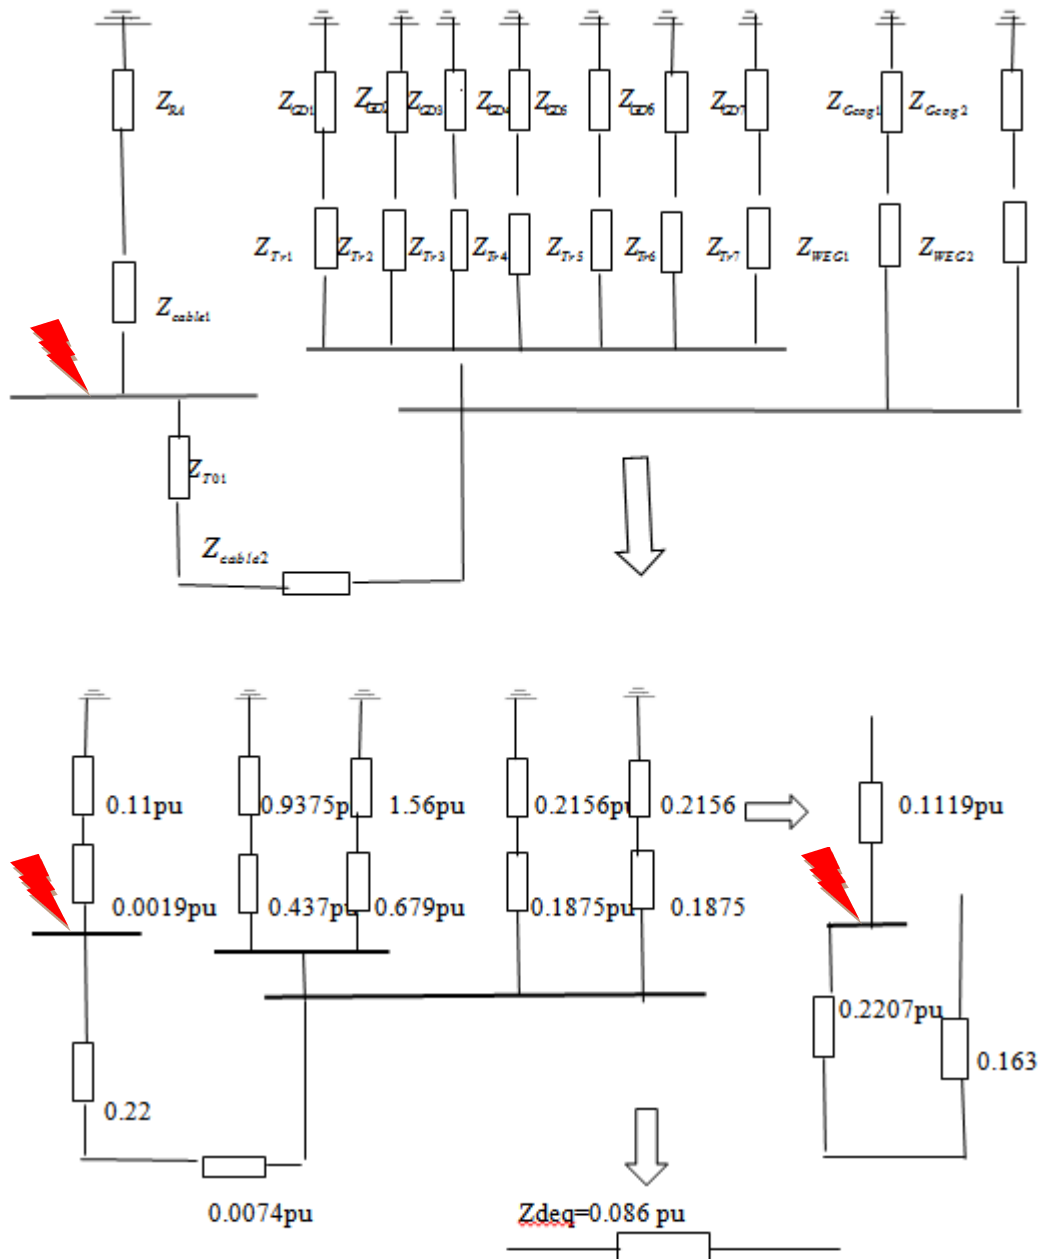 Z_RA Z_GD1 Z_GD2 Z_GD3 Z_GD4 Z_GD5 Z_GD6 Z_GD7 Z_Gcog1 Z_Gcog2
Z_Tr1 Z_Tr2 Z_Tr3 Z_Tr4 Z_Tr5 Z_Tr6 Z_Tr7 Z_WEG1 Z_WEG2
Z_cable1
Z_T01
Z_cable2
0.11pu 0.9375p 1.56pu 0.2156pu 0.2156 0.1119pu
0.0019pu 0.437pu 0.679pu 0.1875pu 0.1875
0.2207pu
0.163
0.22
0.0074pu Zdeq=0.086 pu